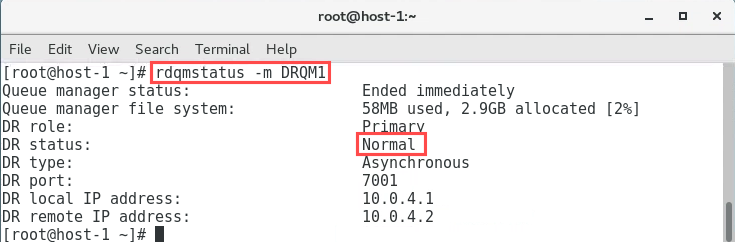 root@host-1:~
File Edit View Search Terminal Help
[root@host-1 ~]# rdqmstatus -m DRQM1
Queue manager status: Ended immediately
Queue manager file system: 58MB used, 2.9GB allocated [2%]
DR role: Primary
DR status: Normal
DR type: Asynchronous
DR port: 7001
DR local IP address: 10.0.4.1
DR remote IP address: 10.0.4.2
[root@host-1 ~]#